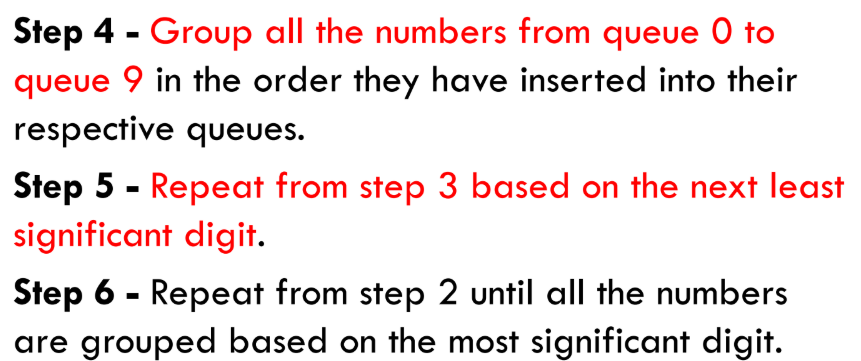 Step 4 - Group all the numbers from queue 0 to
queue 9 in the order they have inserted into their
respective queues.
Step 5 - Repeat from step 3 based on the next least
significant digit.
Step 6 - Repeat from step 2 until all the numbers
are grouped based on the most significant digit.